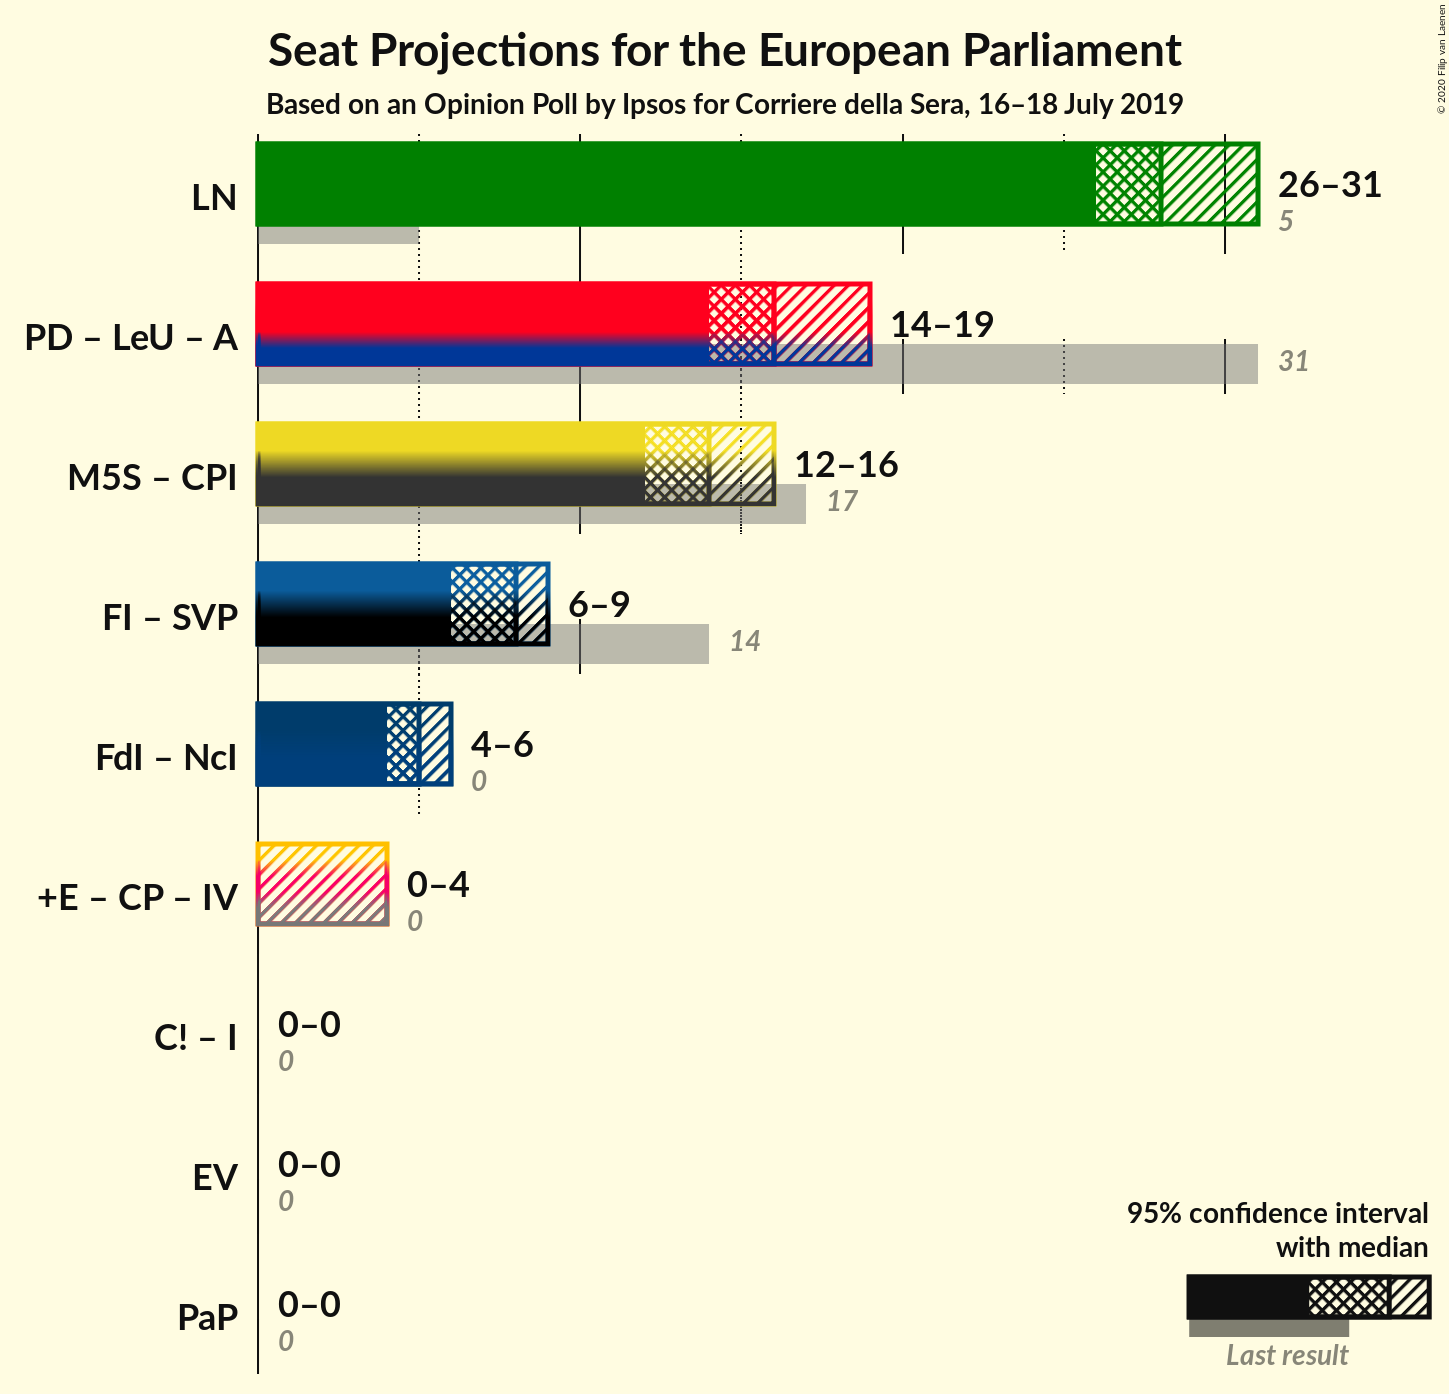 Seat Projections for the European Parliament
Based on an Opinion Poll by Ipsos for Corriere della Sera, 16–18 July 2019
© 2020 Filip van Laenen
LN
26–31
5
PD – LeU – A
14–19
31
M5S – CPI
12–16
17
FI – SVP
6–9
14
FdI – NcI
4–6
0
+E – CP – IV
0–4
0
C! – I
0–0
0
EV
0–0
0
PaP
0–0
0
95% confidence interval
with median
Last result